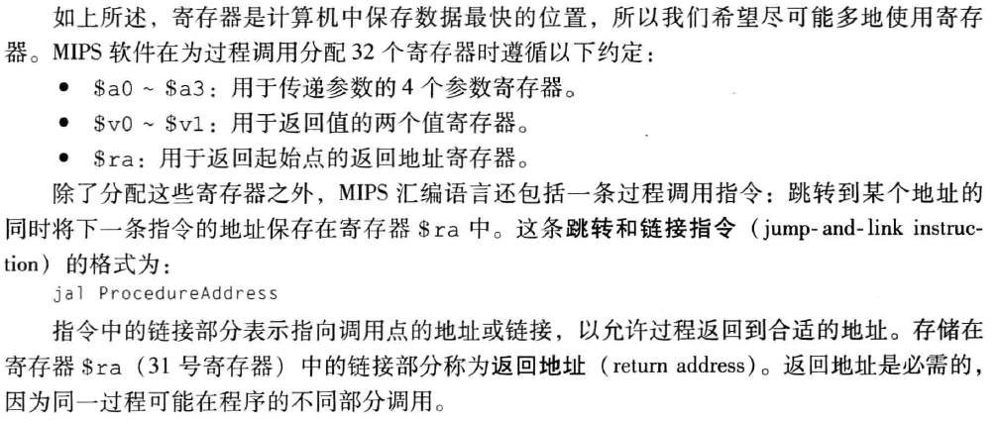 如上所述，寄存器是计算机中保存数据最快的位置，所以我们希望尽可能多地使用寄存
器。MIPS 软件在为过程调用分配 32 个寄存器时遵循以下约定：
● $a0 ~ $a3：用于传递参数的 4 个参数寄存器。
● $v0 ~ $v1：用于返回值的两个值寄存器。
● $ra：用于返回起始点的返回地址寄存器。
除了分配这些寄存器之外，MIPS 汇编语言还包括一条过程调用指令：跳转到某个地址的
同时将下一条指令的地址保存在寄存器 $ra 中。这条跳转和链接指令（jump-and-link instruc-
tion）的格式为：
jal ProcedureAddress
指令中的链接部分表示指向调用点的地址或链接，以允许过程返回到合适的地址。存储在
寄存器 $ra（31 号寄存器）中的链接部分称为返回地址（return address）。返回地址是必需的，
因为同一过程可能在程序的不同部分调用。